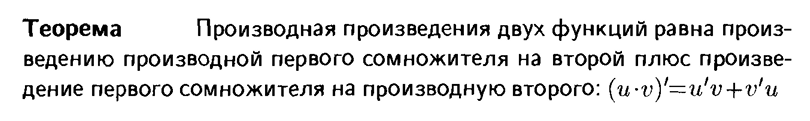 Теорема Производная произведения двух функций равна произ-
ведению производной первого сомножителя на второй плюс произве-
дение первого сомножителя на производную второго: (u·v)′=u′v+v′u